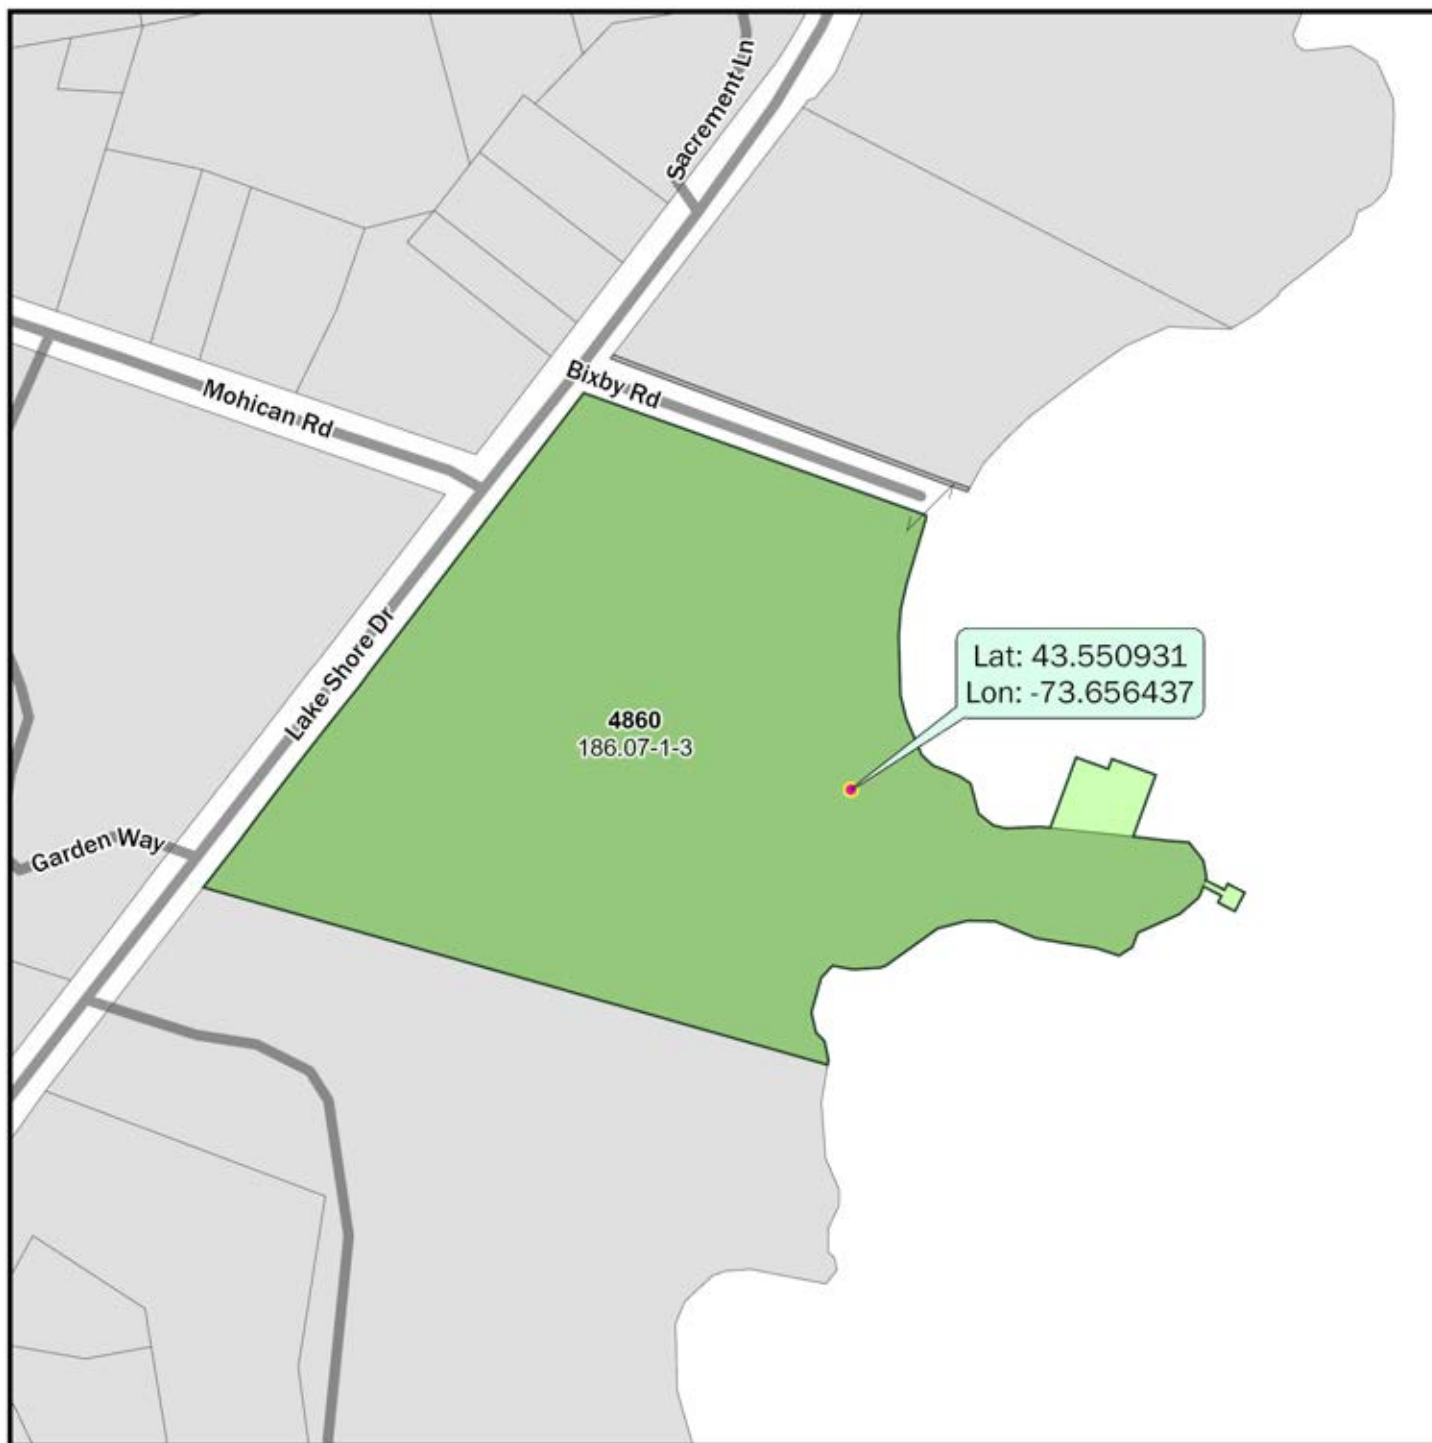 Sacrement Ln
Bixby Rd
Mohican Rd
Lake Shore Dr
Lat: 43.550931
Lon: -73.656437
4860
186.07-1-3
Garden Way